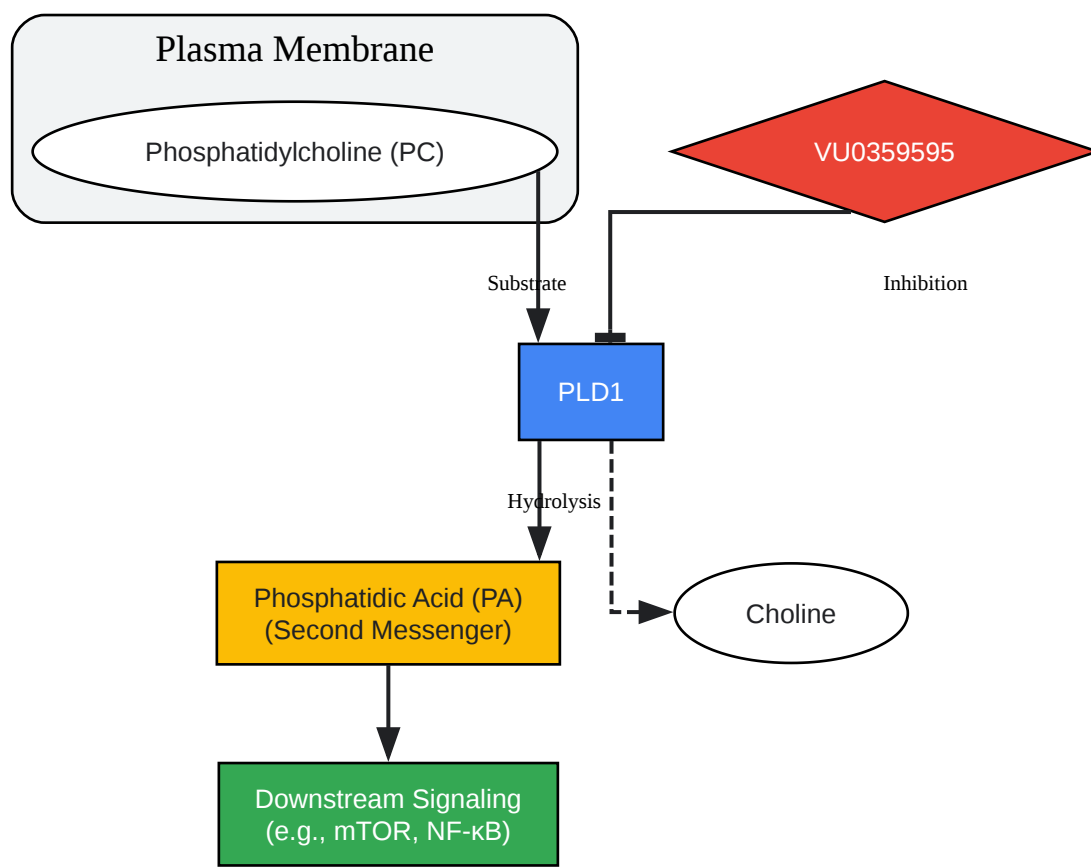 Plasma Membrane
Phosphatidylcholine (PC)
VU0359595
Substrate
Inhibition
PLD1
Hydrolysis
Phosphatidic Acid (PA)
(Second Messenger)
Choline
Downstream Signaling
(e.g., mTOR, NF-κB)